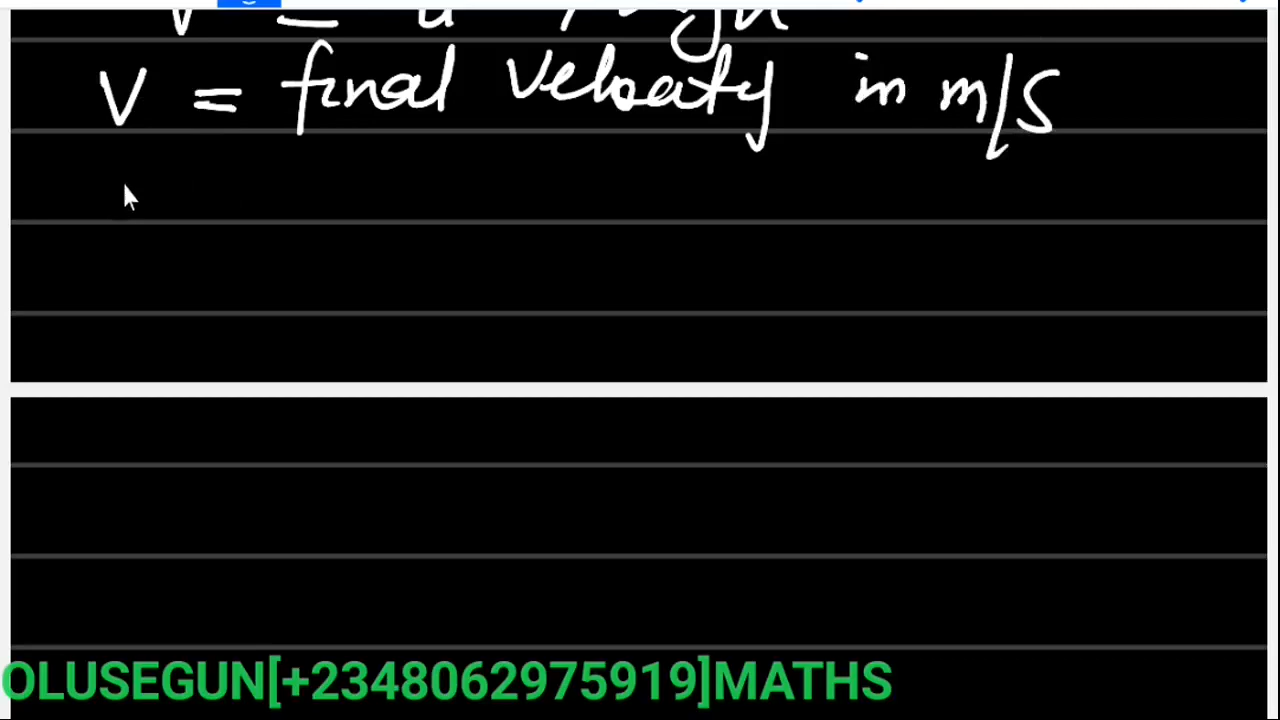 V = final velocity in m/s
OLUSEGUN[+2348062975919]MATHS